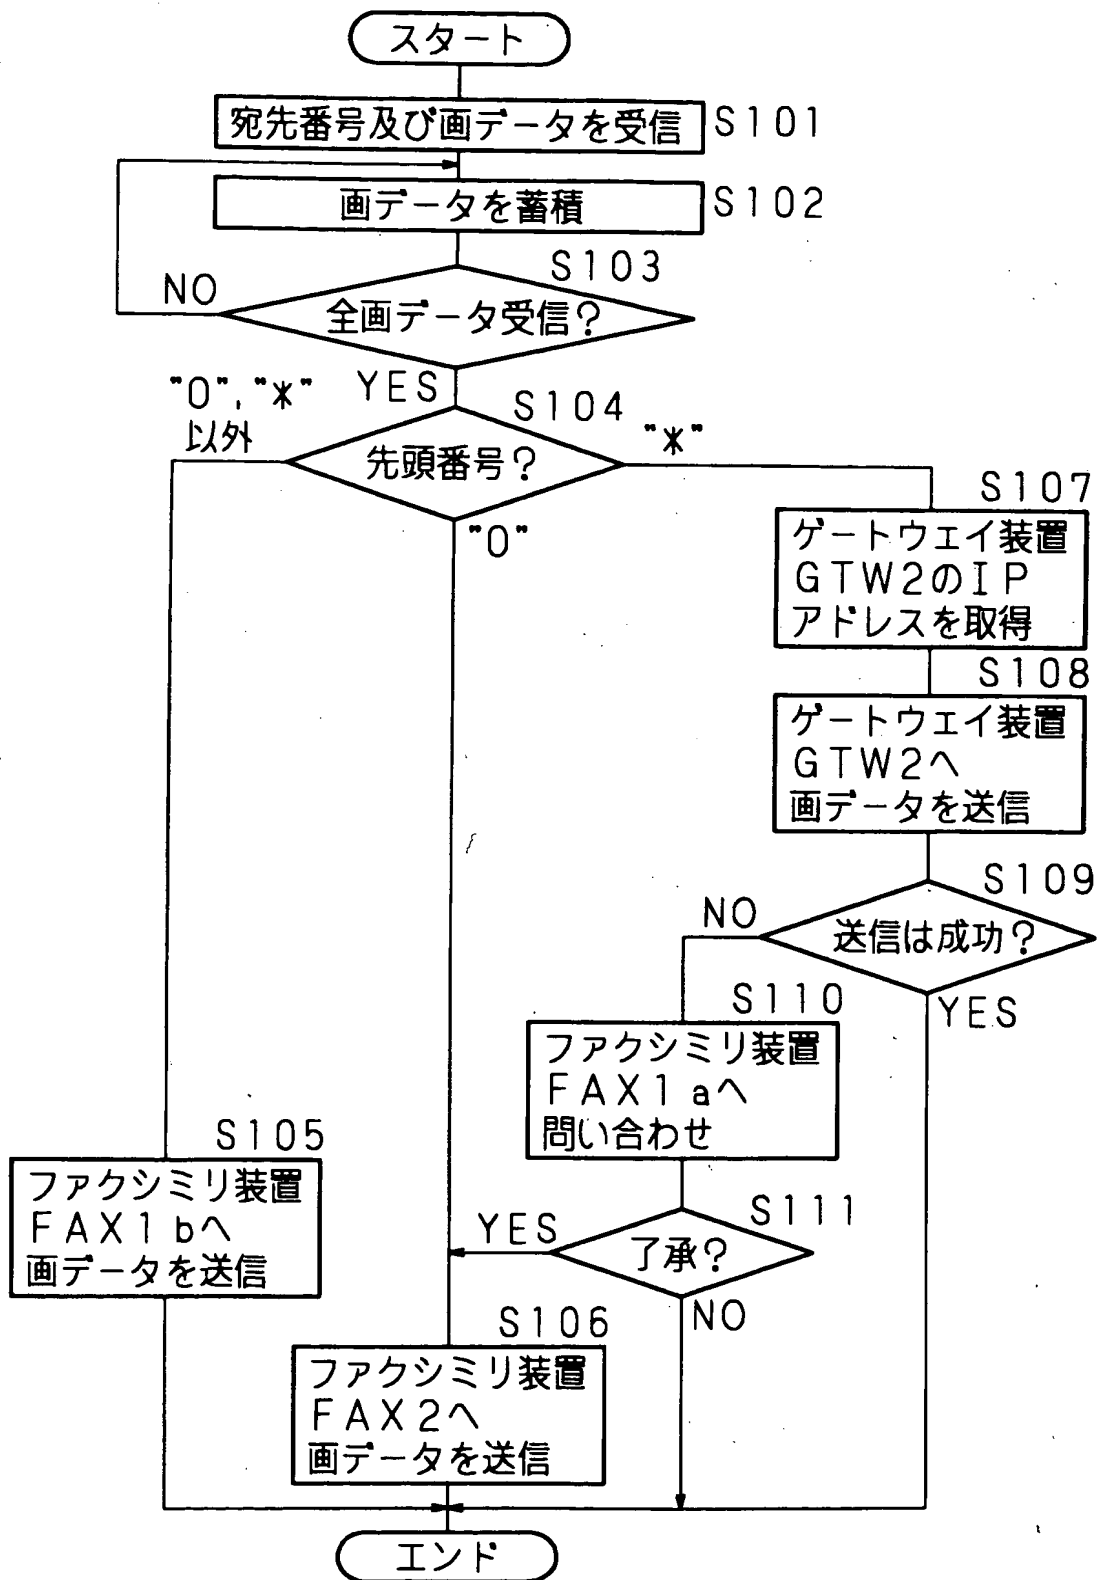 スタート
宛先番号及び画データを受信
S101
画データを蓄積
S102
S103
NO
全画データ受信?
YES
"0", "*"
以外
S104
先頭番号?
"*"
"0"
S107
ゲートウェイ装置
GTW2のIP
アドレスを取得
S108
ゲートウェイ装置
GTW2へ
画データを送信
S109
NO
送信は成功?
YES
S110
ファクシミリ装置
FAX1aへ
問い合わせ
S105
ファクシミリ装置
FAX1bへ
画データを送信
S111
YES
了承?
NO
S106
ファクシミリ装置
FAX2へ
画データを送信
エンド